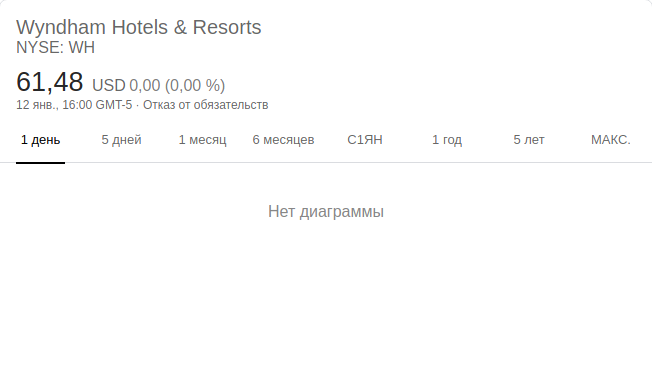 Wyndham Hotels & Resorts
NYSE: WH
61,48 USD 0,00 (0,00 %)
12 янв., 16:00 GMT-5 · Отказ от обязательств
1 день 5 дней 1 месяц 6 месяцев С1ЯН 1 год 5 лет МАКС.
Нет диаграммы